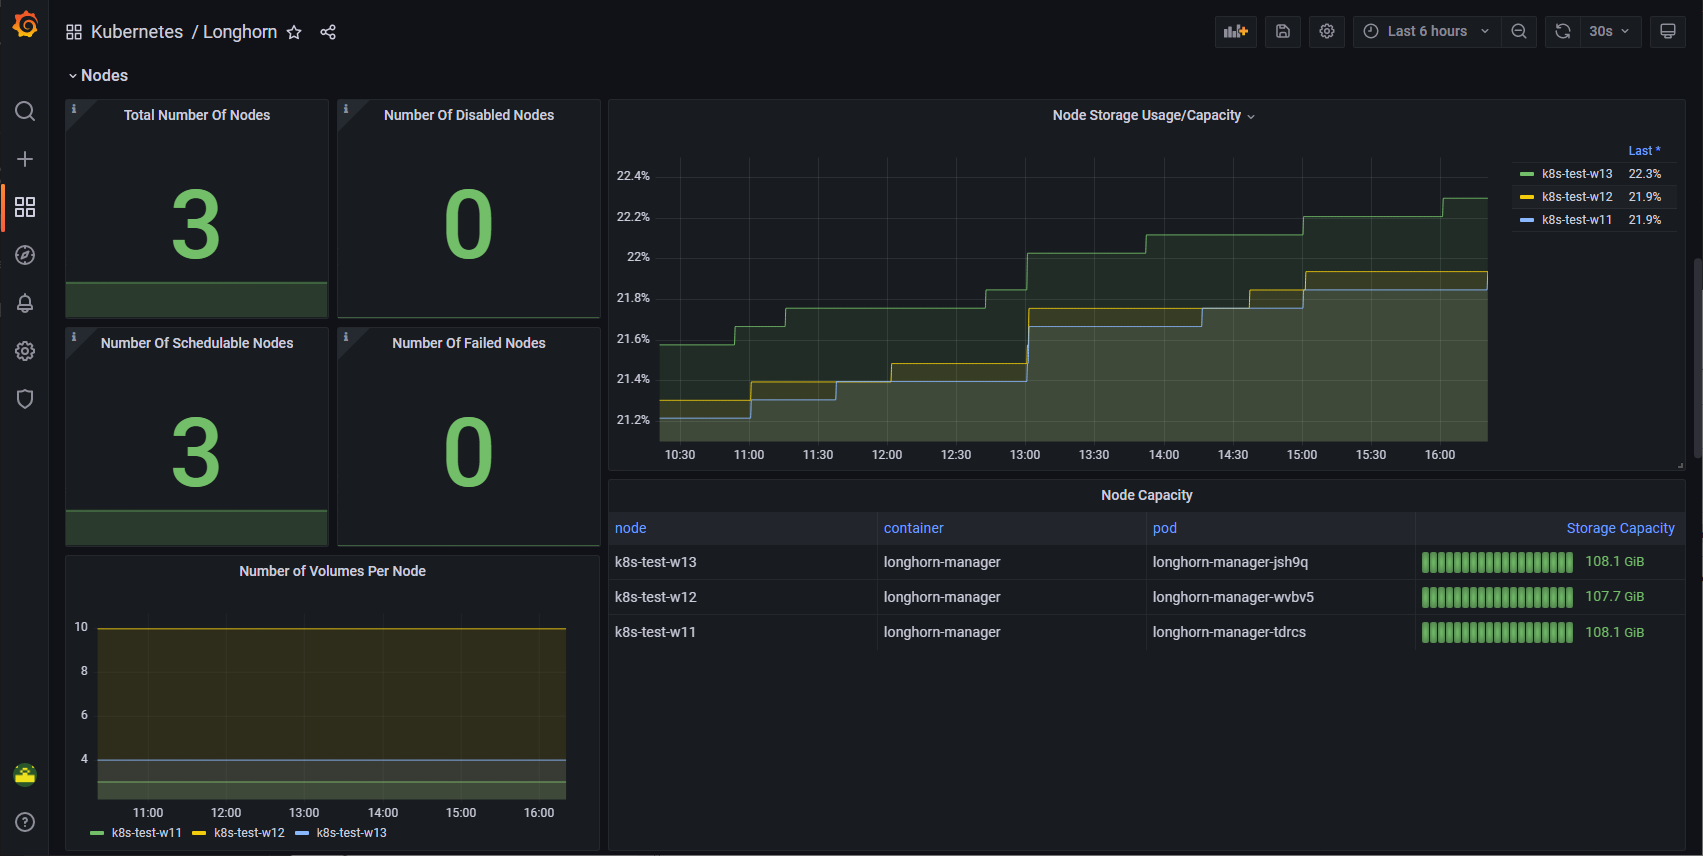 Kubernetes / Longhorn
Last 6 hours
30s
Nodes
Total Number Of Nodes
3
Number Of Disabled Nodes
0
Number Of Schedulable Nodes
3
Number Of Failed Nodes
0
Node Storage Usage/Capacity
22.4%
22.2%
22%
21.8%
21.6%
21.4%
21.2%
10:30 11:00 11:30 12:00 12:30 13:00 13:30 14:00 14:30 15:00 15:30 16:00
Last *
k8s-test-w13 22.3%
k8s-test-w12 21.9%
k8s-test-w11 21.9%
Number of Volumes Per Node
10
8
6
4
11:00 12:00 13:00 14:00 15:00 16:00
k8s-test-w11 k8s-test-w12 k8s-test-w13
Node Capacity
node container pod Storage Capacity
k8s-test-w13 longhorn-manager longhorn-manager-jsh9q 108.1 GiB
k8s-test-w12 longhorn-manager longhorn-manager-wvbv5 107.7 GiB
k8s-test-w11 longhorn-manager longhorn-manager-tdrcs 108.1 GiB